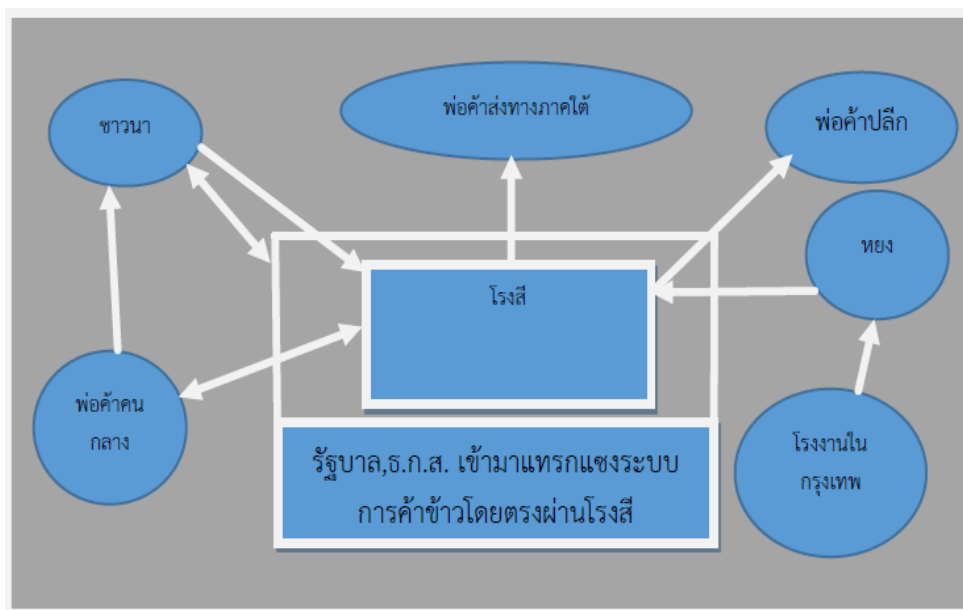 ชาวนา
พ่อค้าส่งทางภาคใต้
พ่อค้าปลีก
หยง
โรงสี
พ่อค้าคน
กลาง
รัฐบาล,ธ.ก.ส. เข้ามาแทรกแซงระบบ
การค้าข้าวโดยตรงผ่านโรงสี
โรงงานใน
กรุงเทพ